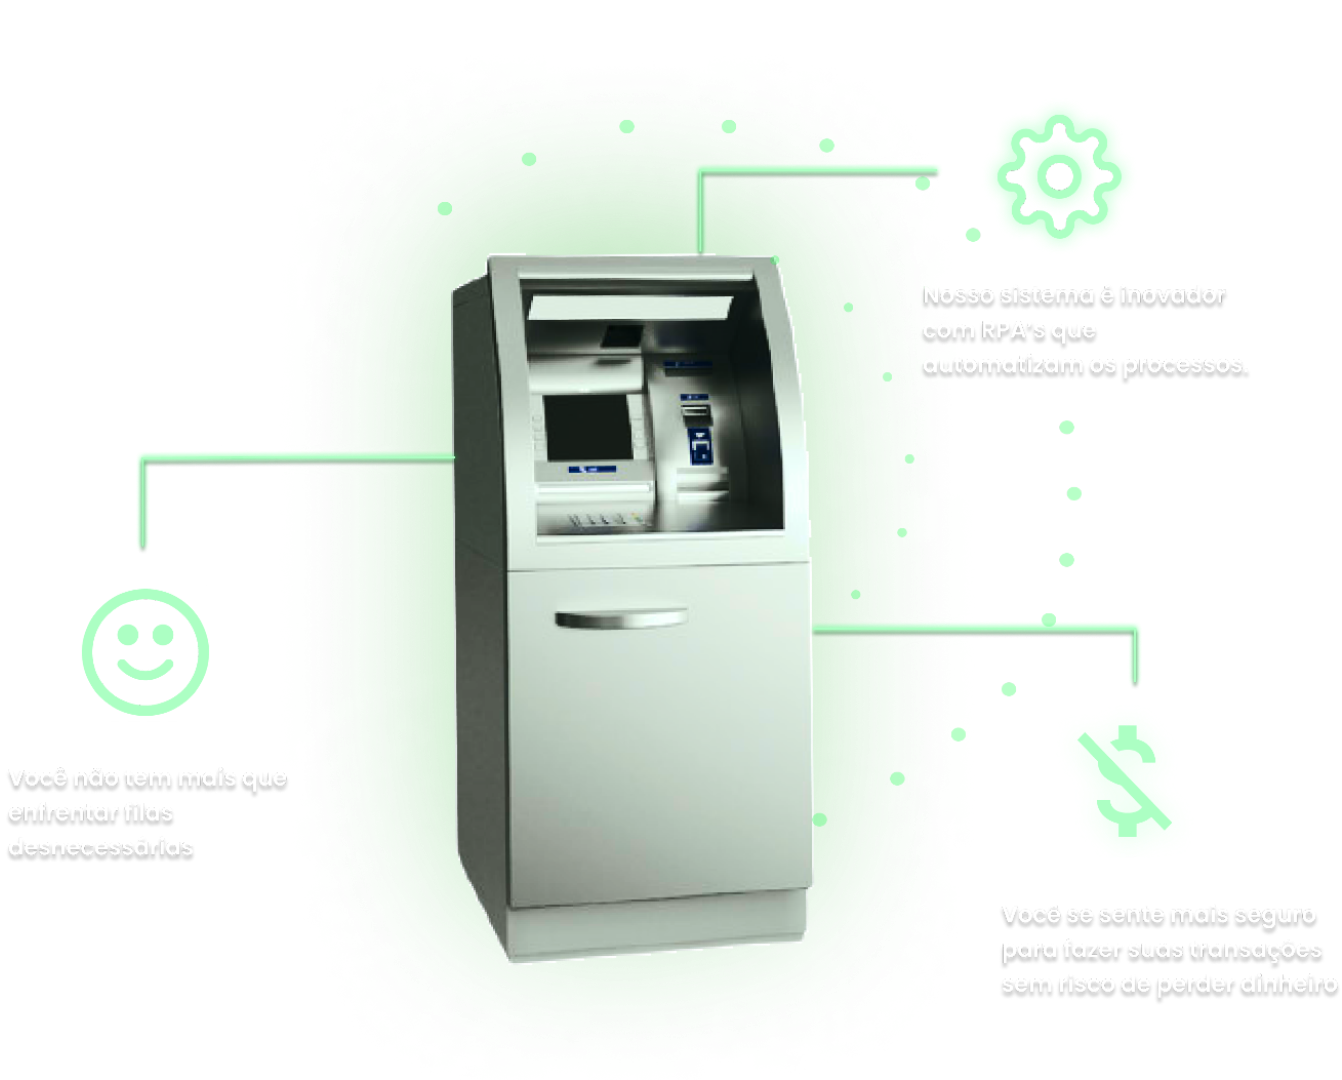 Nosso sistema é inovador
com RPA's que
automatizam os processos.
Você não tem mais que
enfrentar filas
desnecessárias
Você se sente mais seguro
para fazer suas transações
sem risco de perder dinheiro